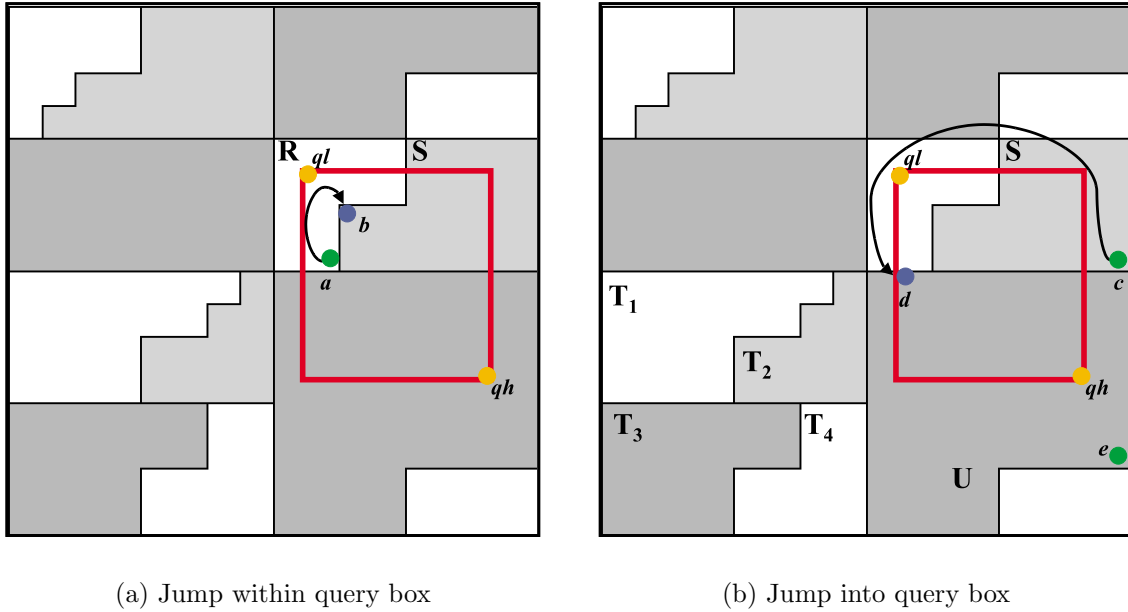 R
ql
S
b
a
qh
ql
S
d
c
T1
T2
qh
T3
T4
e
U
(a) Jump within query box
(b) Jump into query box